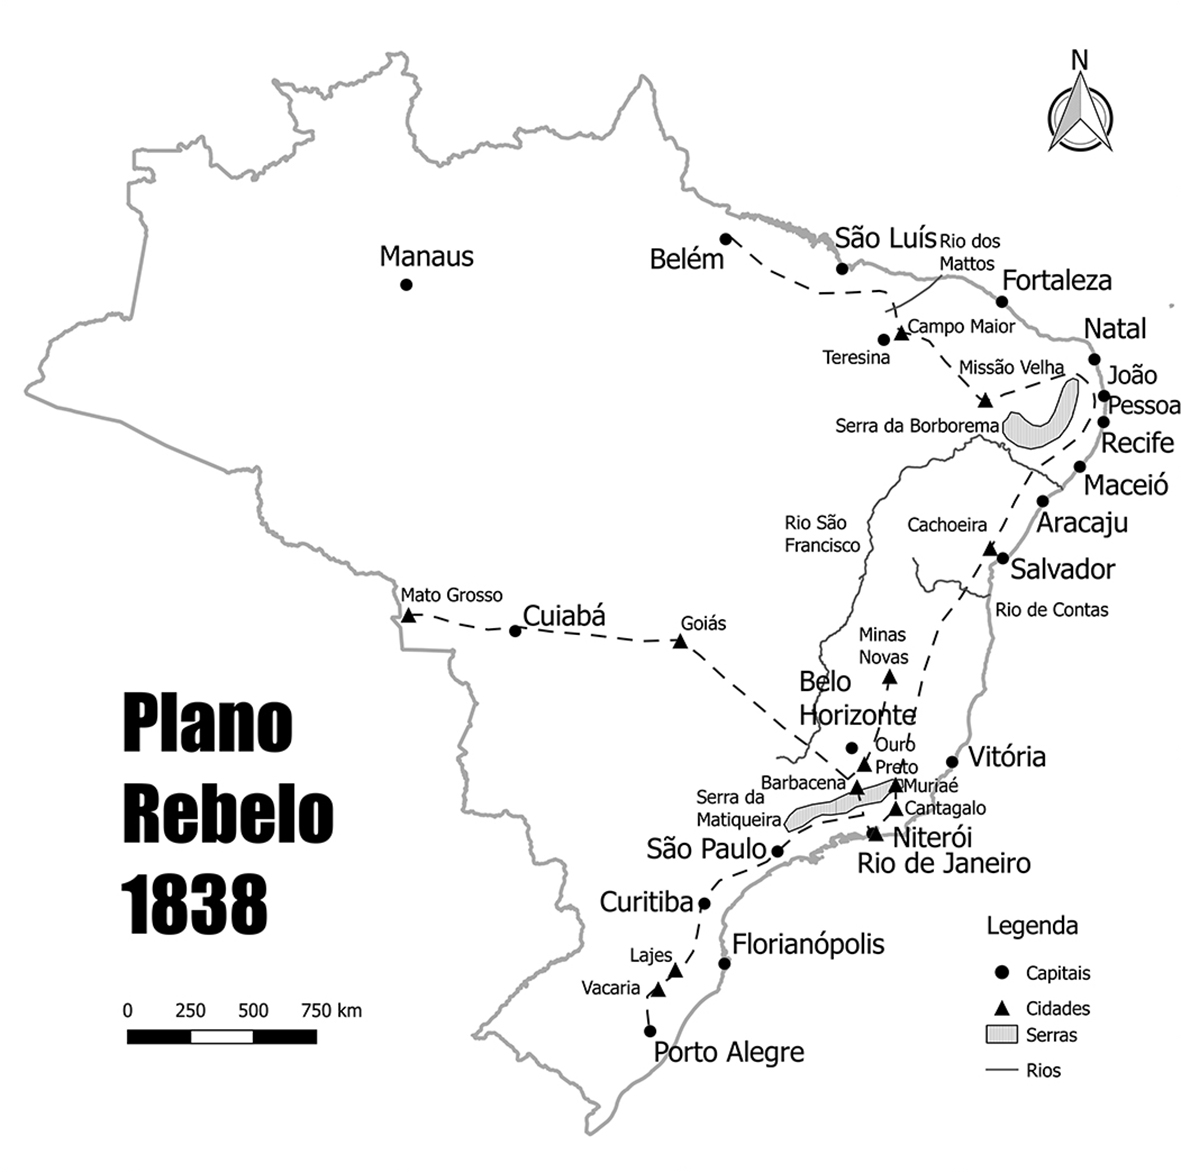 N
São Luís
Rio dos
Mattos
Manaus
Belém
Fortaleza
Campo Maior
Natal
Teresina
Missão Velha
João
Pessoa
Serra da Borborema
Recife
Maceió
Rio São
Francisco
Cachoeira
Aracaju
Salvador
Mato Grosso
Cuiabá
Rio de Contas
Goiás
Minas
Novas
Belo
Horizonte
Plano
Rebelo
1838
Ouro
Preto
Vitória
Barbacena
Muriaé
Serra da
Matiqueira
Cantagalo
Niterói
São Paulo
Rio de Janeiro
Curitiba
Florianópolis
Lajes
Vacaria
Porto Alegre
0 250 500 750 km
Legenda
Capitais
Cidades
Serras
Rios